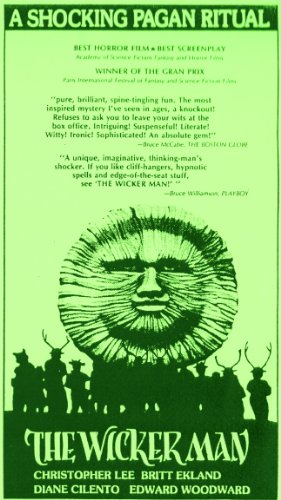 A SHOCKING PAGAN RITUAL
BEST HORROR FILM • BEST SCREENPLAY
Academy of Science Fiction Fantasy and Horror Films
WINNER OF THE GRAN PRIX
Paris International Festival of Fantasy and Science Fiction Films
"pure, brilliant, spine-tingling fun. The most
inspired mystery I've seen in ages, a knockout!
Refuses to ask you to leave your wits at the
box office. Intriguing! Suspenseful! Literate!
Witty! Ironic! Sophisticated! An absolute gem!"
—Bruce McCabe, THE BOSTON GLOBE
"A unique, imaginative, thinking-man's
shocker. If you like cliff-hangers, hypnotic
spells and edge-of-the-seat stuff,
see 'THE WICKER MAN!' "
—Bruce Williamson, PLAYBOY
THE WICKER MAN
CHRISTOPHER LEE BRITT EKLAND
DIANE CILENTO EDWARD WOODWARD